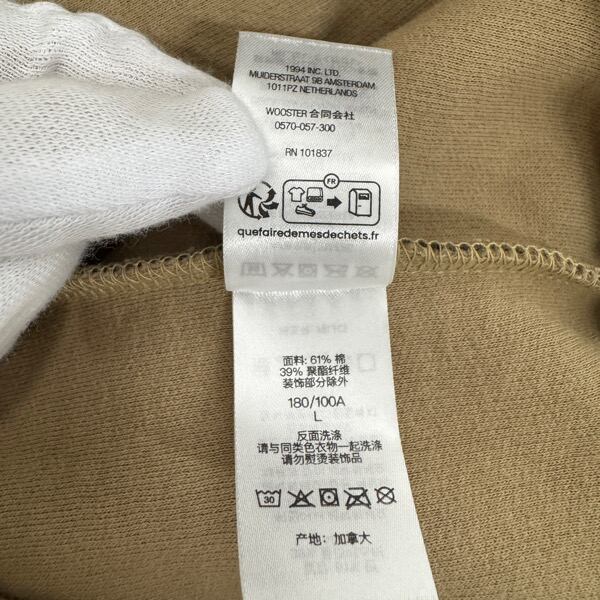 1994 INC. LTD
MUIDERSTRAAT 9B AMSTERDAM
1011PZ NETHERLANDS
WOOSTER 合同会社
0570-057-300
RN 101837
FR
quefairedemesdechets.fr
面料: 61% 棉
39% 聚酯纤维
装饰部分除外
180/100A
L
反面洗涤
请与同类色衣物一起洗涤
请勿熨烫装饰品
30
产地: 加拿大